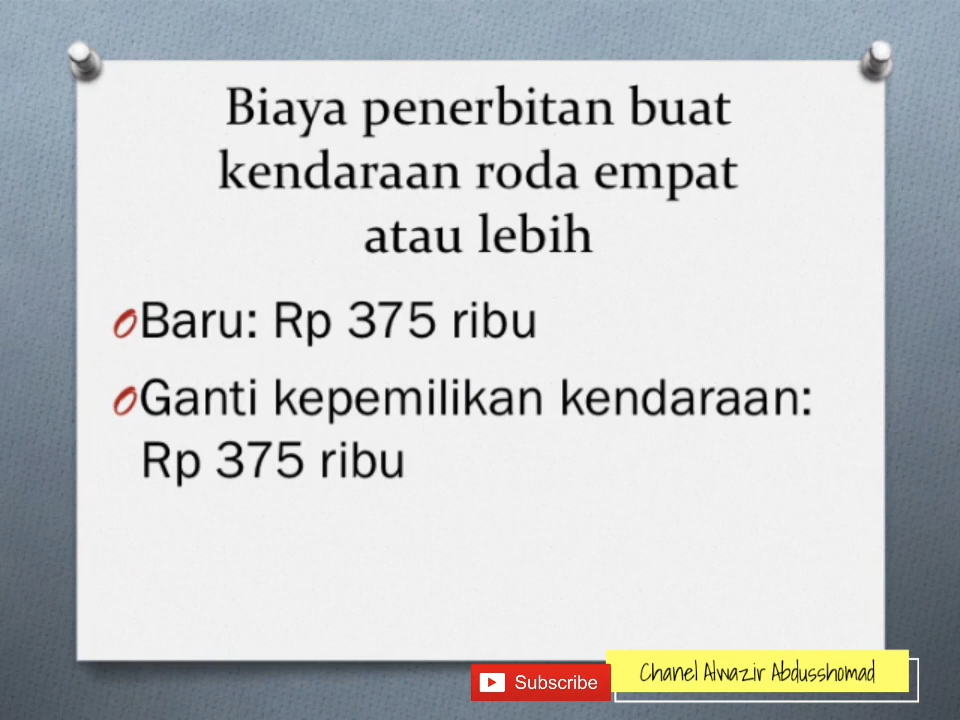 Biaya penerbitan buat
kendaraan roda empat
atau lebih
Baru: Rp 375 ribu
Ganti kepemilikan kendaraan:
Rp 375 ribu
Subscribe
Chanel Alwazir Abdusshomad